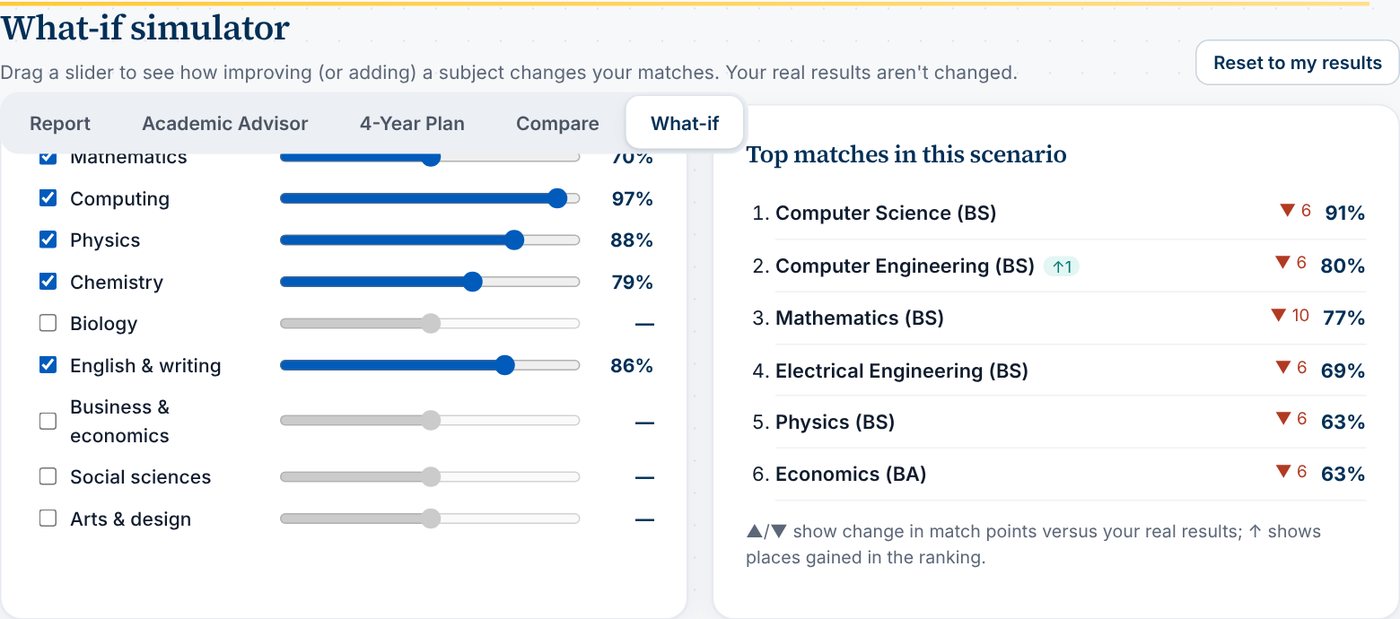 What-if simulator
Drag a slider to see how improving (or adding) a subject changes your matches. Your real results aren't changed.
Reset to my results
Report Academic Advisor 4-Year Plan Compare What-if
Mathematics 70%
Computing 97%
Physics 88%
Chemistry 79%
Biology —
English & writing 86%
Business &
economics —
Social sciences —
Arts & design —
Top matches in this scenario
1. Computer Science (BS) ▼ 6 91%
2. Computer Engineering (BS) ↑1 ▼ 6 80%
3. Mathematics (BS) ▼ 10 77%
4. Electrical Engineering (BS) ▼ 6 69%
5. Physics (BS) ▼ 6 63%
6. Economics (BA) ▼ 6 63%
▲/▼ show change in match points versus your real results; ↑ shows
places gained in the ranking.